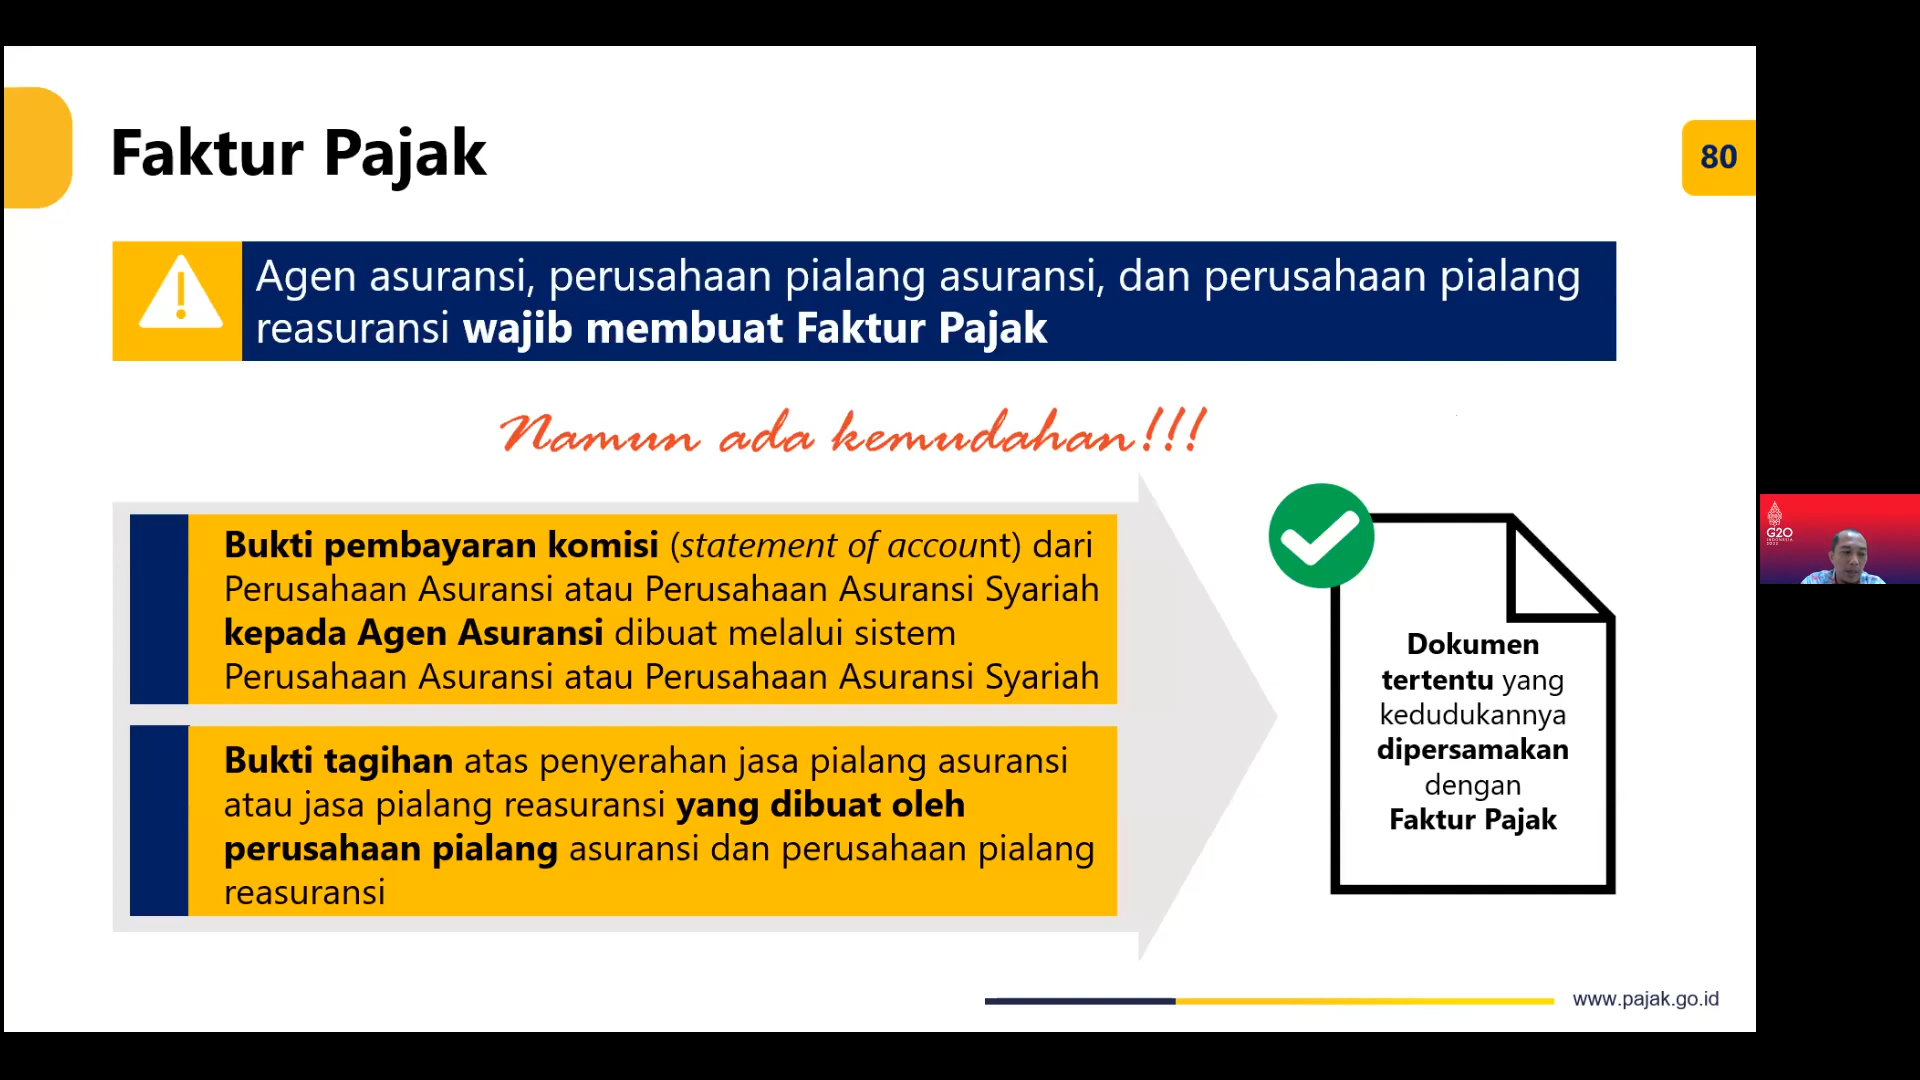 Faktur Pajak
80
Agen asuransi, perusahaan pialang asuransi, dan perusahaan pialang
reasuransi wajib membuat Faktur Pajak
Namun ada kemudahan!!!
Bukti pembayaran komisi (statement of account) dari
Perusahaan Asuransi atau Perusahaan Asuransi Syariah
kepada Agen Asuransi dibuat melalui sistem
Perusahaan Asuransi atau Perusahaan Asuransi Syariah
Bukti tagihan atas penyerahan jasa pialang asuransi
atau jasa pialang reasuransi yang dibuat oleh
perusahaan pialang asuransi dan perusahaan pialang
reasuransi
Dokumen
tertentu yang
kedudukannya
dipersamakan
dengan
Faktur Pajak
G20
INDONESIA
2022
www.pajak.go.id